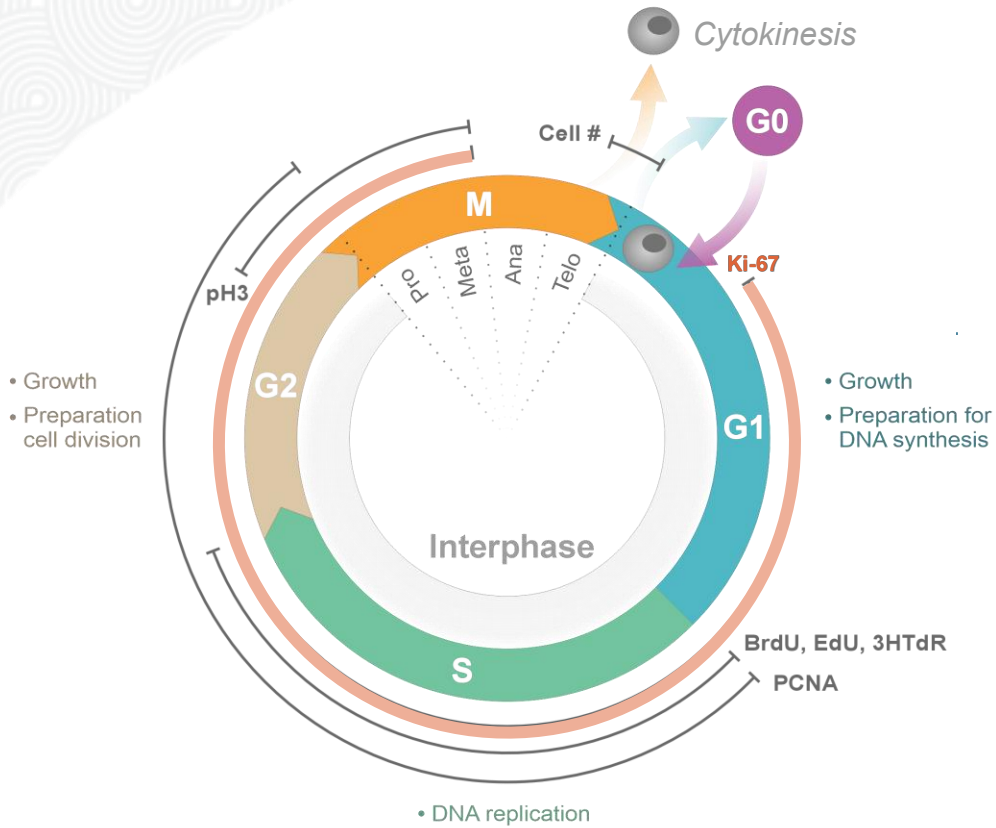 Cytokinesis
G0
Cell #
M
Pro
Meta
Ana
Telo
Ki-67
pH3
G2
• Growth
• Preparation
cell division
G1
• Growth
• Preparation for
DNA synthesis
Interphase
S
BrdU, EdU, 3HTdR
PCNA
• DNA replication